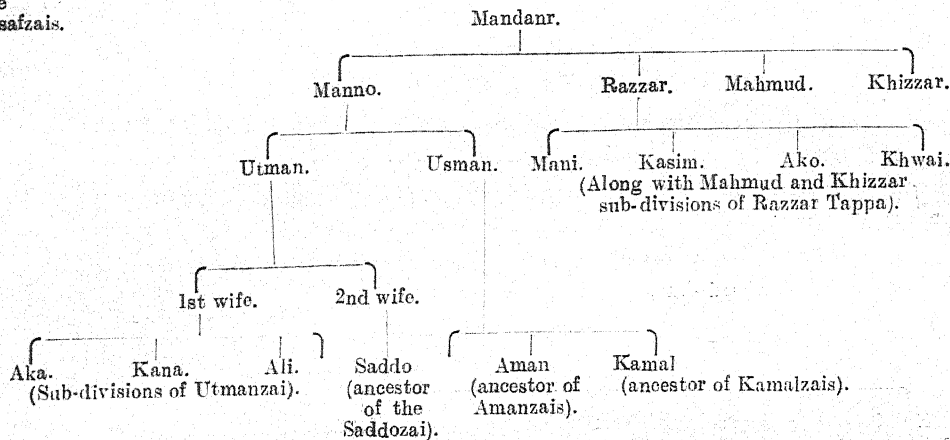 safzais.
Mandanr.
Manno. Razzar. Mahmud. Khizzar.
Utman. Usman. Mani. Kasim. Ako. Khwai.
(Along with Mahmud and Khizzar
sub-divisions of Razzar Tappa).
1st wife. 2nd wife.
Aka. Kana. Ali. Saddo Aman Kamal
(Sub-divisions of Utmanzai). (ancestor (ancestor of (ancestor of Kamalzais).
of the Amanzais).
Saddozai).